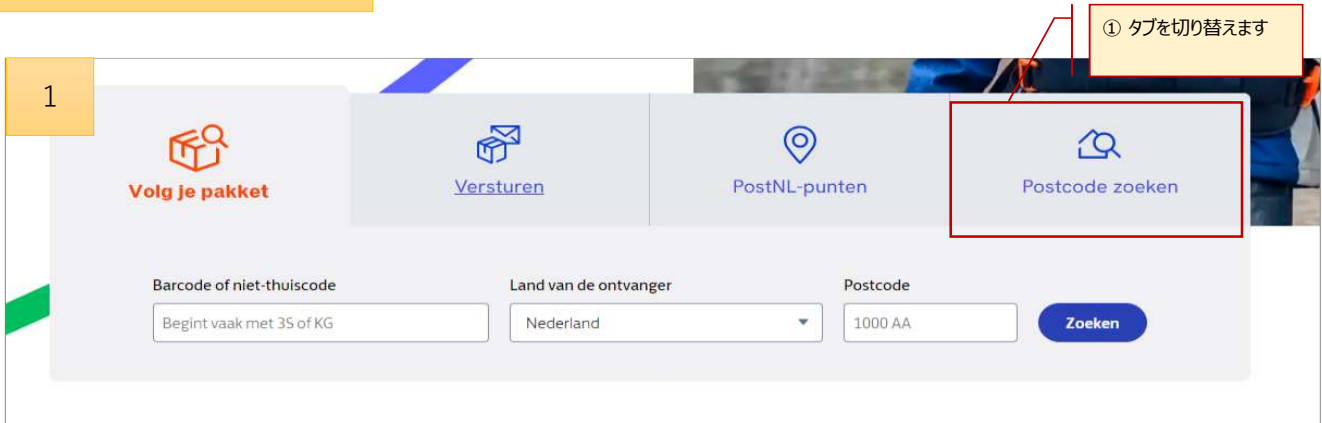 ① タブを切り替えます
1
Volg je pakket
Versturen
PostNL-punten
Postcode zoeken
Barcode of niet-thuiscode
Land van de ontvanger
Postcode
Begint vaak met 3S of KG
Nederland
1000 AA
Zoeken